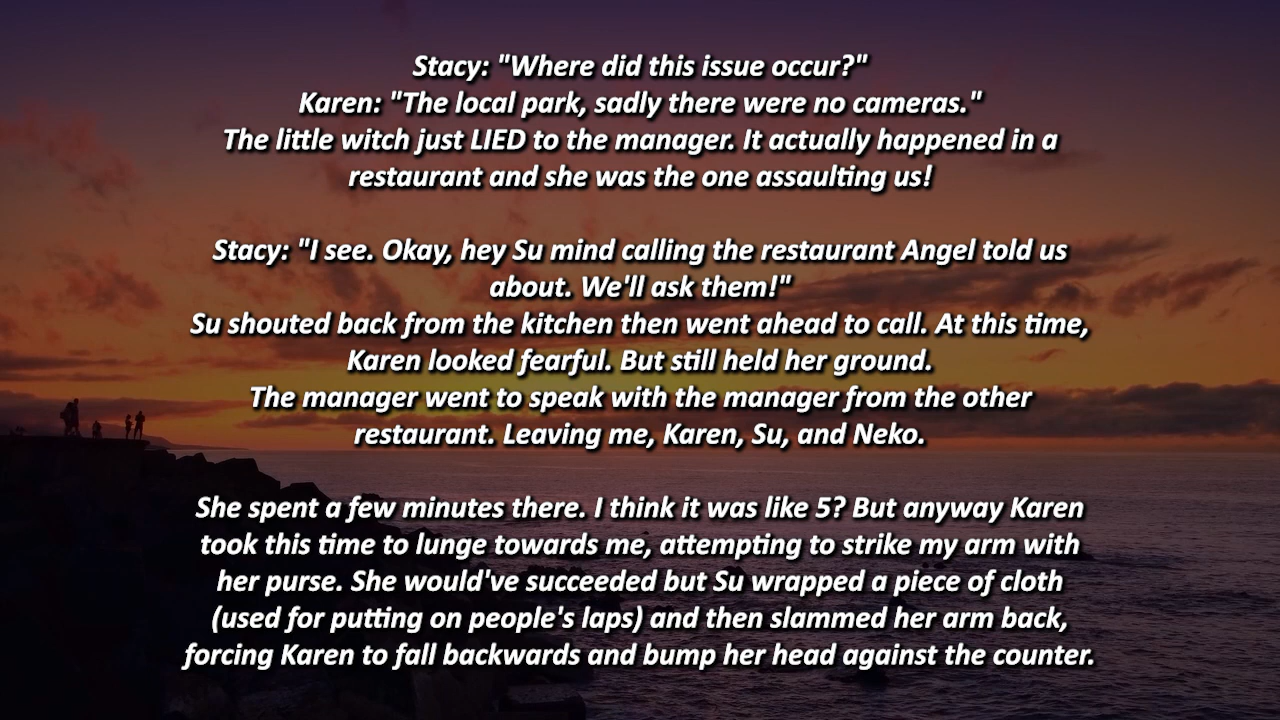 Stacy: "Where did this issue occur?"
Karen: "The local park, sadly there were no cameras."
The little witch just LIED to the manager. It actually happened in a
restaurant and she was the one assaulting us!
Stacy: "I see. Okay, hey Su mind calling the restaurant Angel told us
about. We'll ask them!"
Su shouted back from the kitchen then went ahead to call. At this time,
Karen looked fearful. But still held her ground.
The manager went to speak with the manager from the other
restaurant. Leaving me, Karen, Su, and Neko.
She spent a few minutes there. I think it was like 5? But anyway Karen
took this time to lunge towards me, attempting to strike my arm with
her purse. She would've succeeded but Su wrapped a piece of cloth
(used for putting on people's laps) and then slammed her arm back,
forcing Karen to fall backwards and bump her head against the counter.